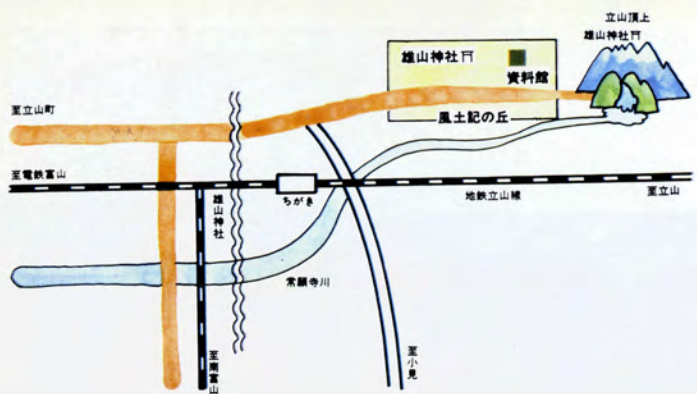 立山頂上
雄山神社
雄山神社
資料館
至立山町
風土記の丘
至電鉄富山
ちがき
地鉄立山線
至立山
雄山神社
常願寺川
至南富山
至小見